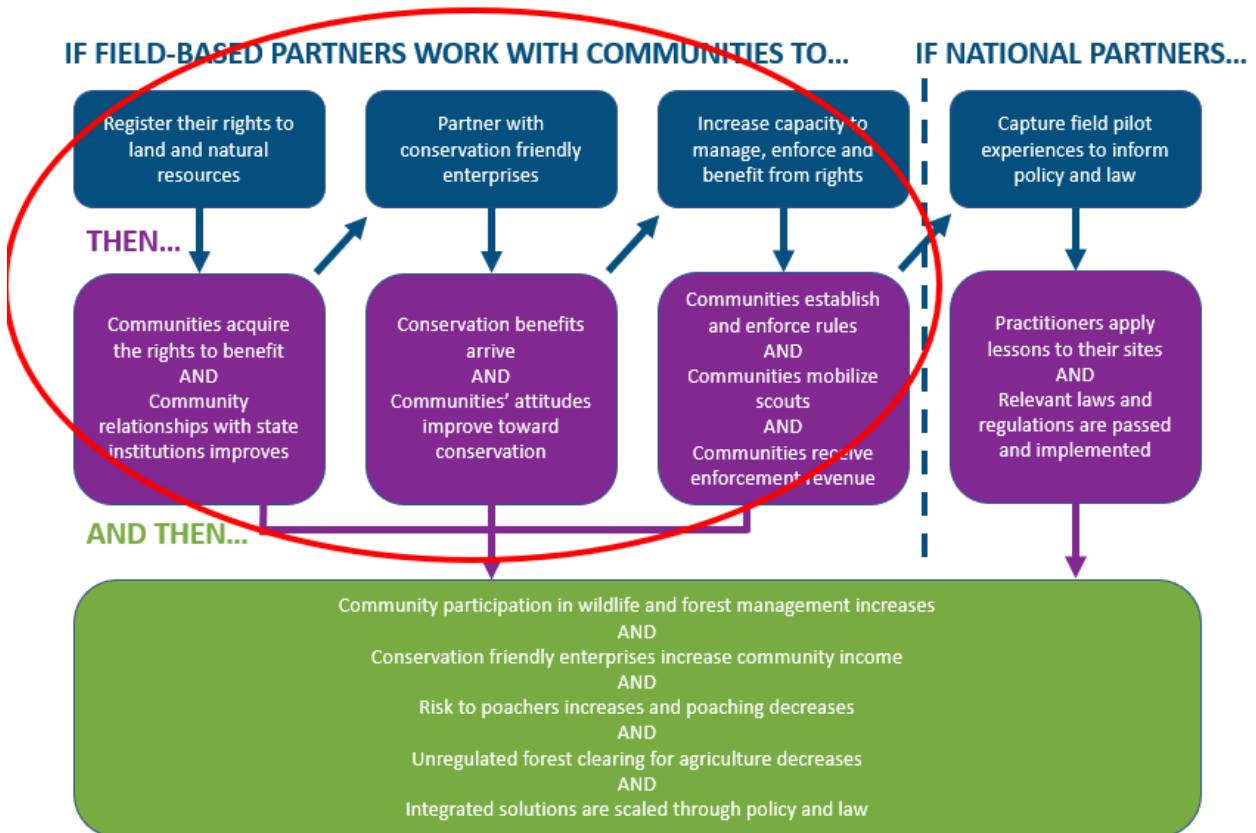 IF FIELD-BASED PARTNERS WORK WITH COMMUNITIES TO...
IF NATIONAL PARTNERS...
Register their rights to
land and natural
resources
Partner with
conservation friendly
enterprises
Increase capacity to
manage, enforce and
benefit from rights
Capture field pilot
experiences to inform
policy and law
THEN...
Communities acquire
the rights to benefit
AND
Community
relationships with state
institutions improves
Conservation benefits
arrive
AND
Communities' attitudes
improve toward
conservation
Communities establish
and enforce rules
AND
Communities mobilize
scouts
AND
Communities receive
enforcement revenue
Practitioners apply
lessons to their sites
AND
Relevant laws and
regulations are passed
and implemented
AND THEN...
Community participation in wildlife and forest management increases
AND
Conservation friendly enterprises increase community income
AND
Risk to poachers increases and poaching decreases
AND
Unregulated forest clearing for agriculture decreases
AND
Integrated solutions are scaled through policy and law